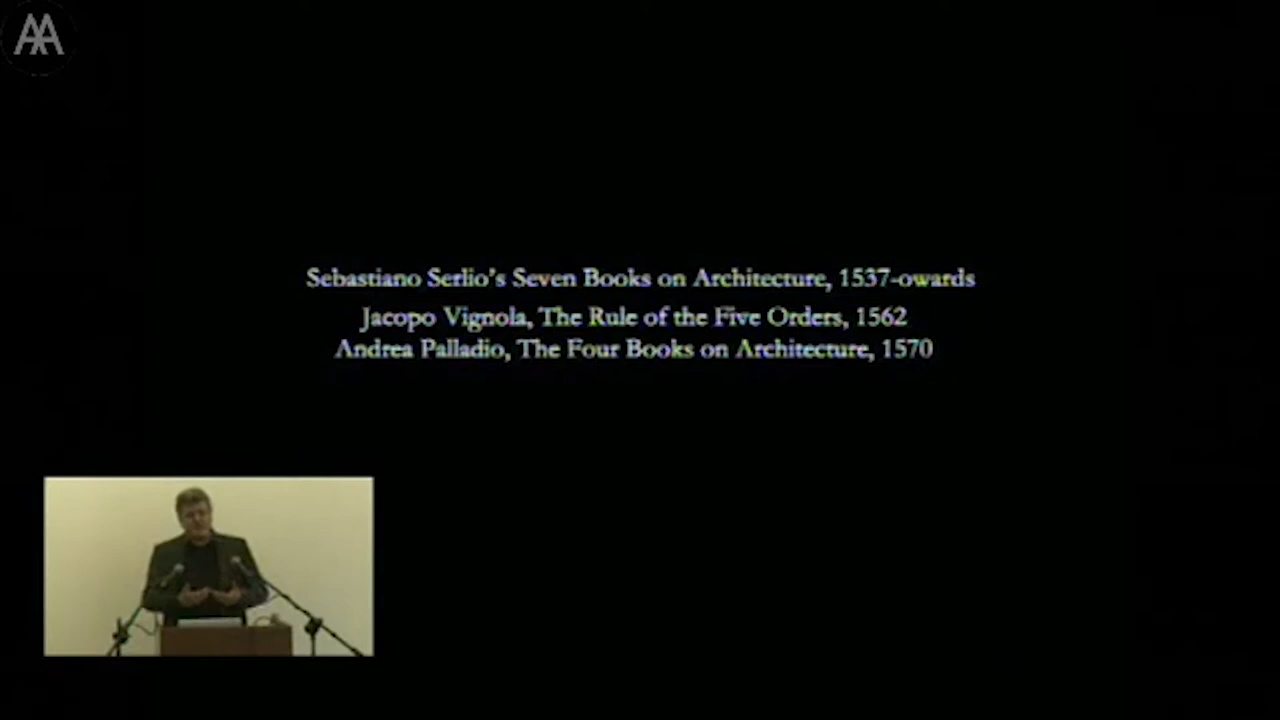 AA
Sebastiano Serlio's Seven Books on Architecture, 1537-owards
Jacopo Vignola, The Rule of the Five Orders, 1562
Andrea Palladio, The Four Books on Architecture, 1570